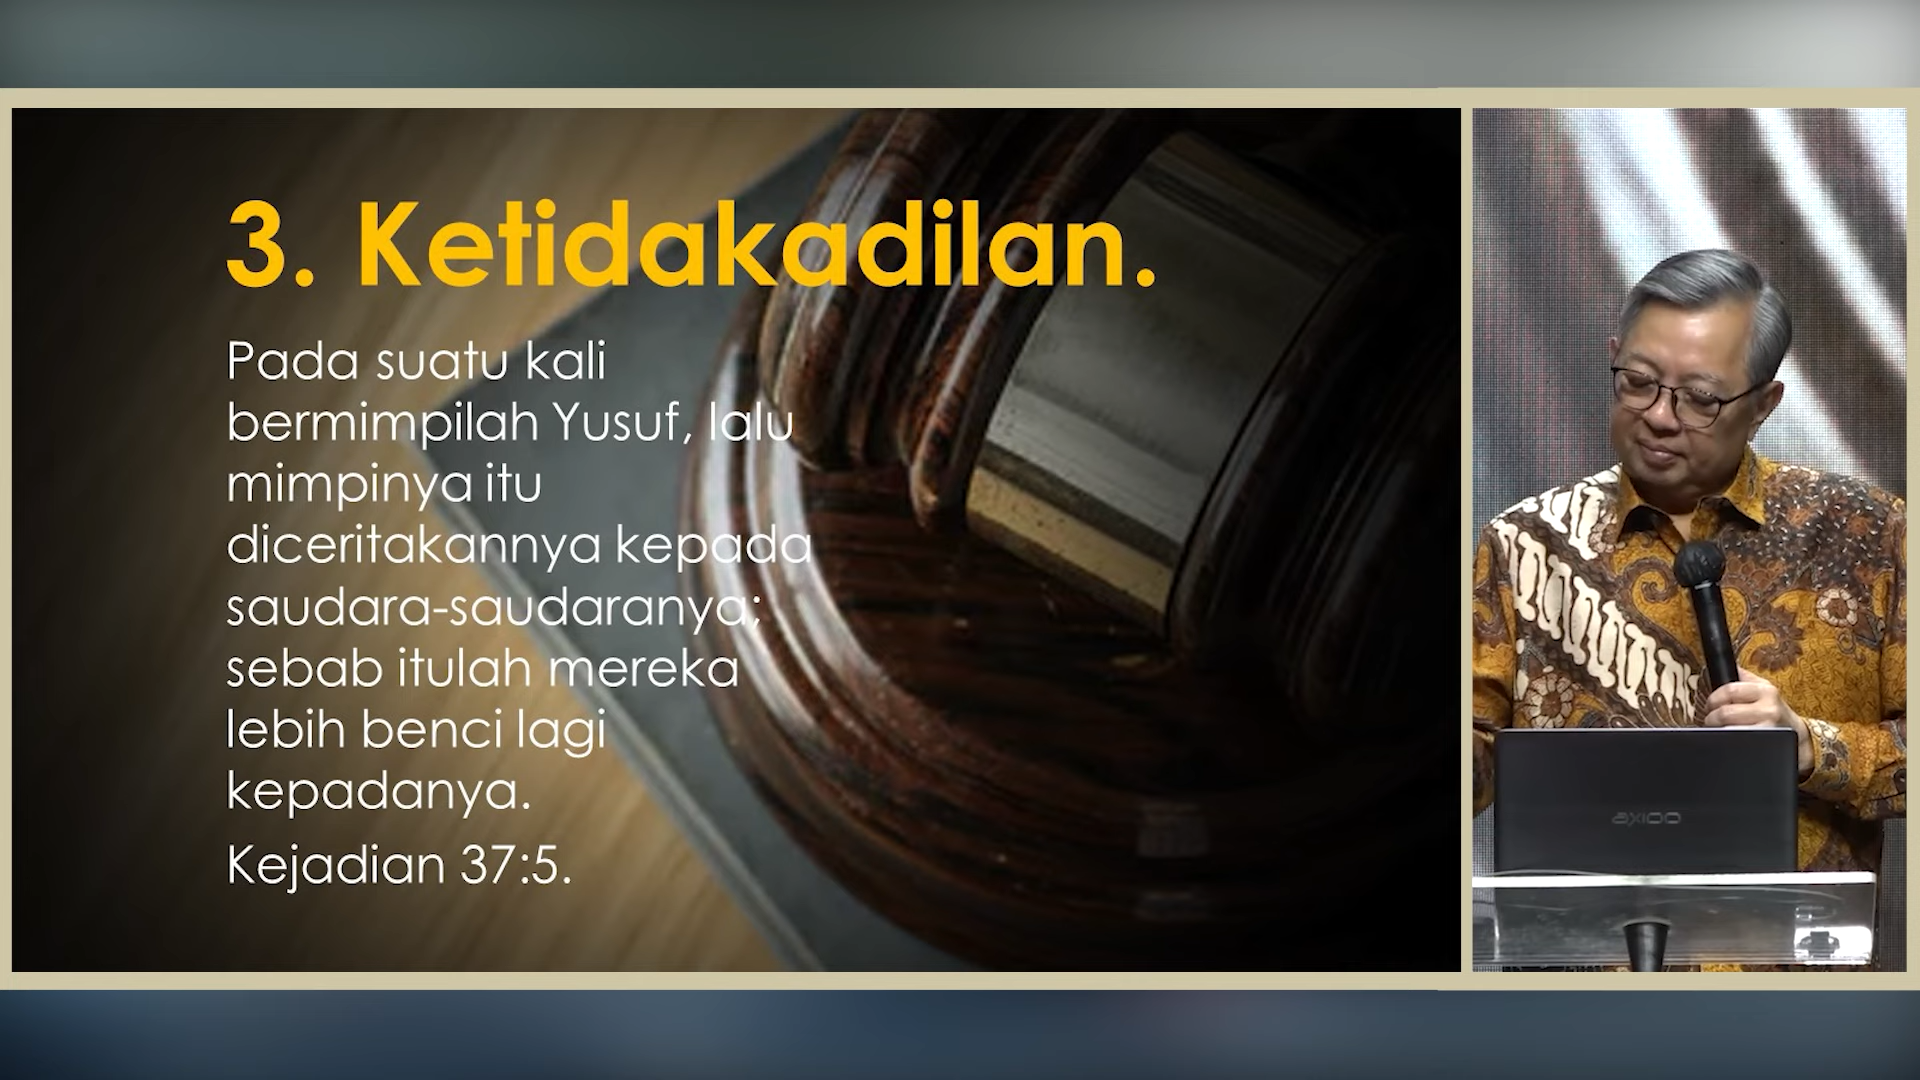 3. Ketidakadilan.
Pada suatu kali
bermimpilah Yusuf, lalu
mimpinya itu
diceritakannya kepada
saudara-saudaranya;
sebab itulah mereka
lebih benci lagi
kepadanya.
Kejadian 37:5.
AXIOO